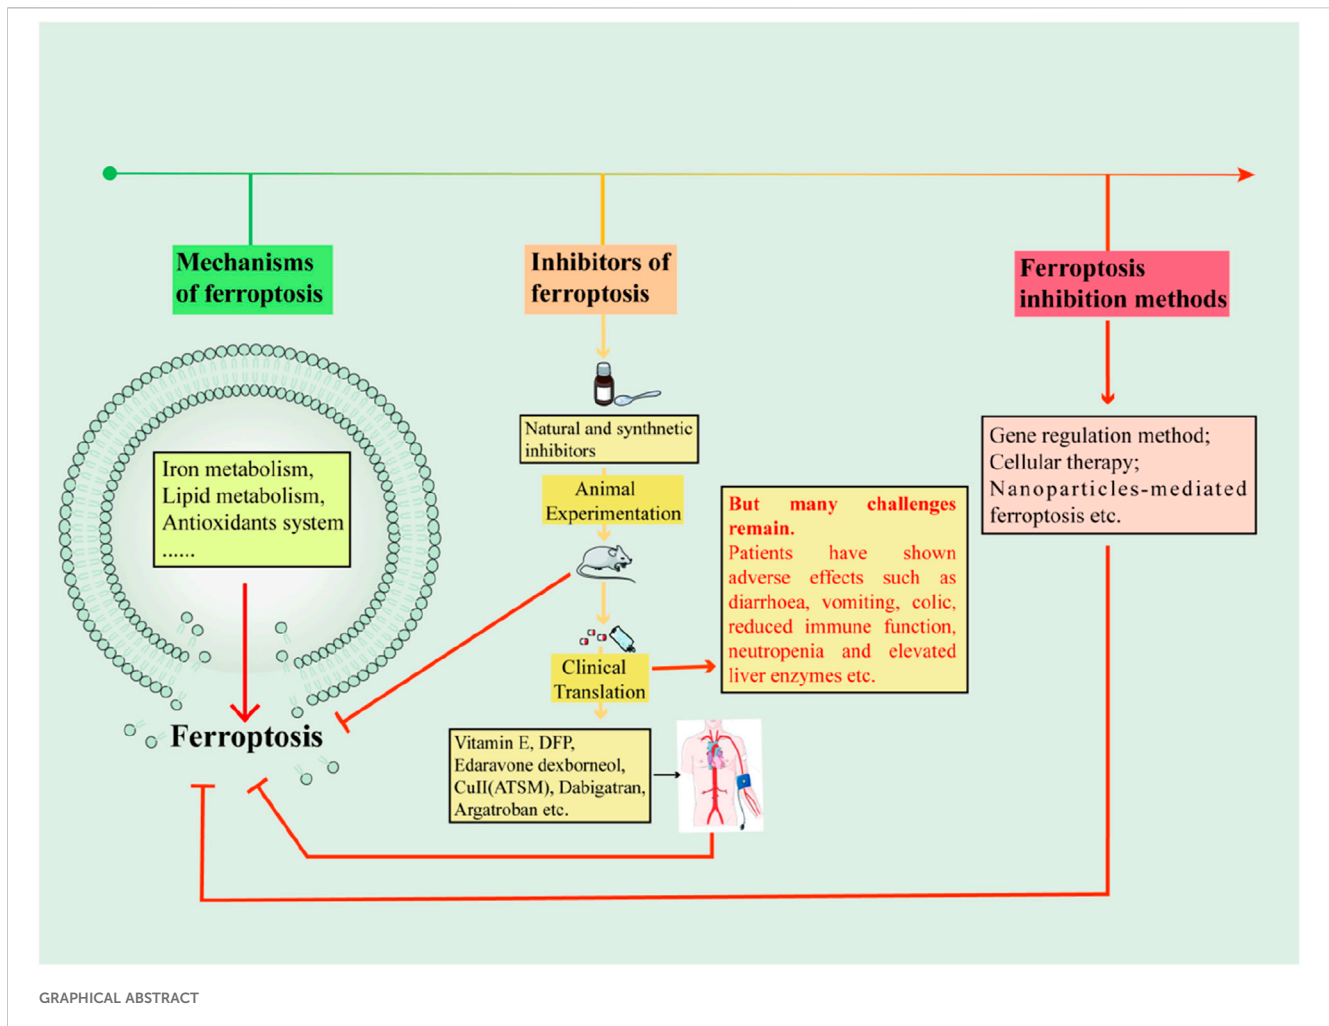 Mechanisms
of ferroptosis
Iron metabolism,
Lipid metabolism,
Antioxidants system
......
Ferroptosis
Inhibitors of
ferroptosis
Natural and synthnetic
inhibitors
Animal
Experimentation
Clinical
Translation
Vitamin E, DFP,
Edaravone dexborneol,
CuII(ATSM), Dabigatran,
Argatroban etc.
But many challenges
remain.
Patients have shown
adverse effects such as
diarrhoea, vomiting, colic,
reduced immune function,
neutropenia and elevated
liver enzymes etc.
Ferroptosis
inhibition methods
Gene regulation method;
Cellular therapy;
Nanoparticles-mediated
ferroptosis etc.
GRAPHICAL ABSTRACT